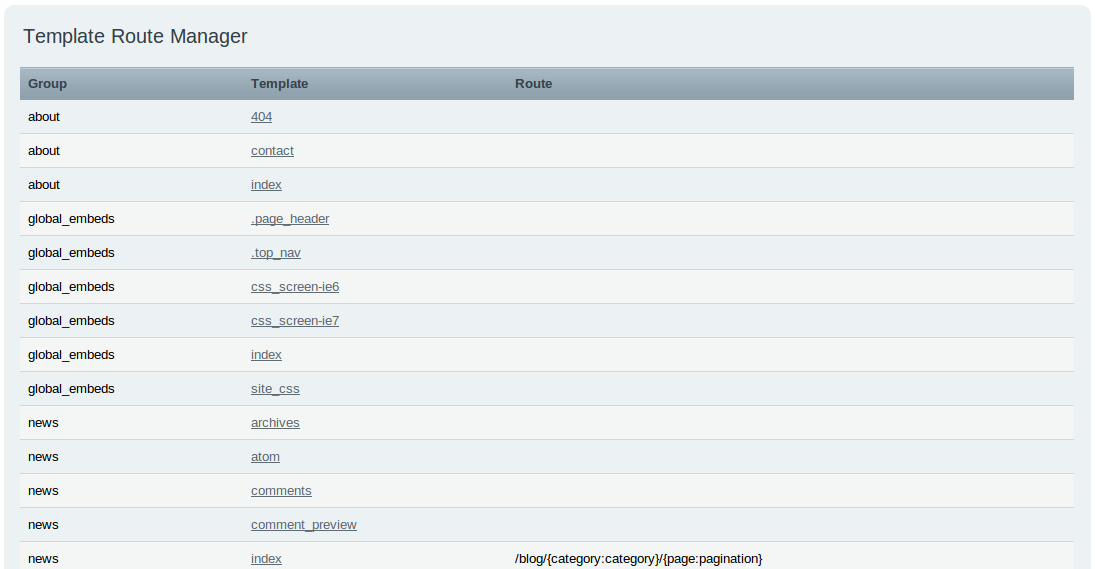 Template Route Manager
Group Template Route
about 404
about contact
about index
global_embeds .page_header
global_embeds .top_nav
global_embeds css_screen-ie6
global_embeds css_screen-ie7
global_embeds index
global_embeds site_css
news archives
news atom
news comments
news comment_preview
news index /blog/{category:category}/{page:pagination}